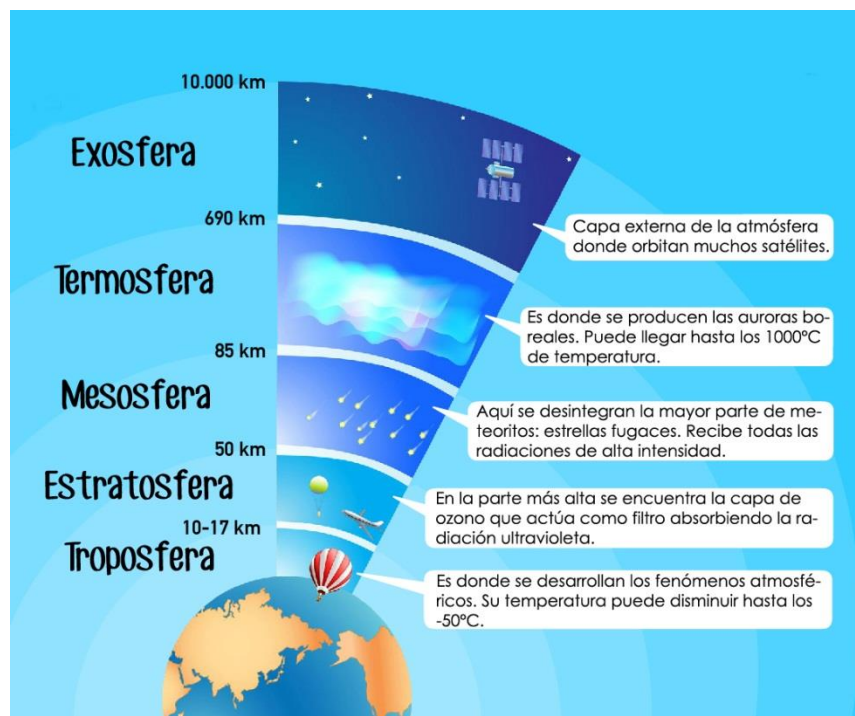 10.000 km
Exosfera
690 km
Capa externa de la atmósfera
donde orbitan muchos satélites.
Termosfera
Es donde se producen las auroras bo-
reales. Puede llegar hasta los 1000ºC
de temperatura.
85 km
Mesosfera
Aquí se desintegran la mayor parte de me-
teoritos: estrellas fugaces. Recibe todas las
radiaciones de alta intensidad.
50 km
Estratosfera
En la parte más alta se encuentra la capa de
ozono que actúa como filtro absorbiendo la ra-
diación ultravioleta.
10-17 km
Troposfera
Es donde se desarrollan los fenómenos atmosfé-
ricos. Su temperatura puede disminuir hasta los
-50ºC.